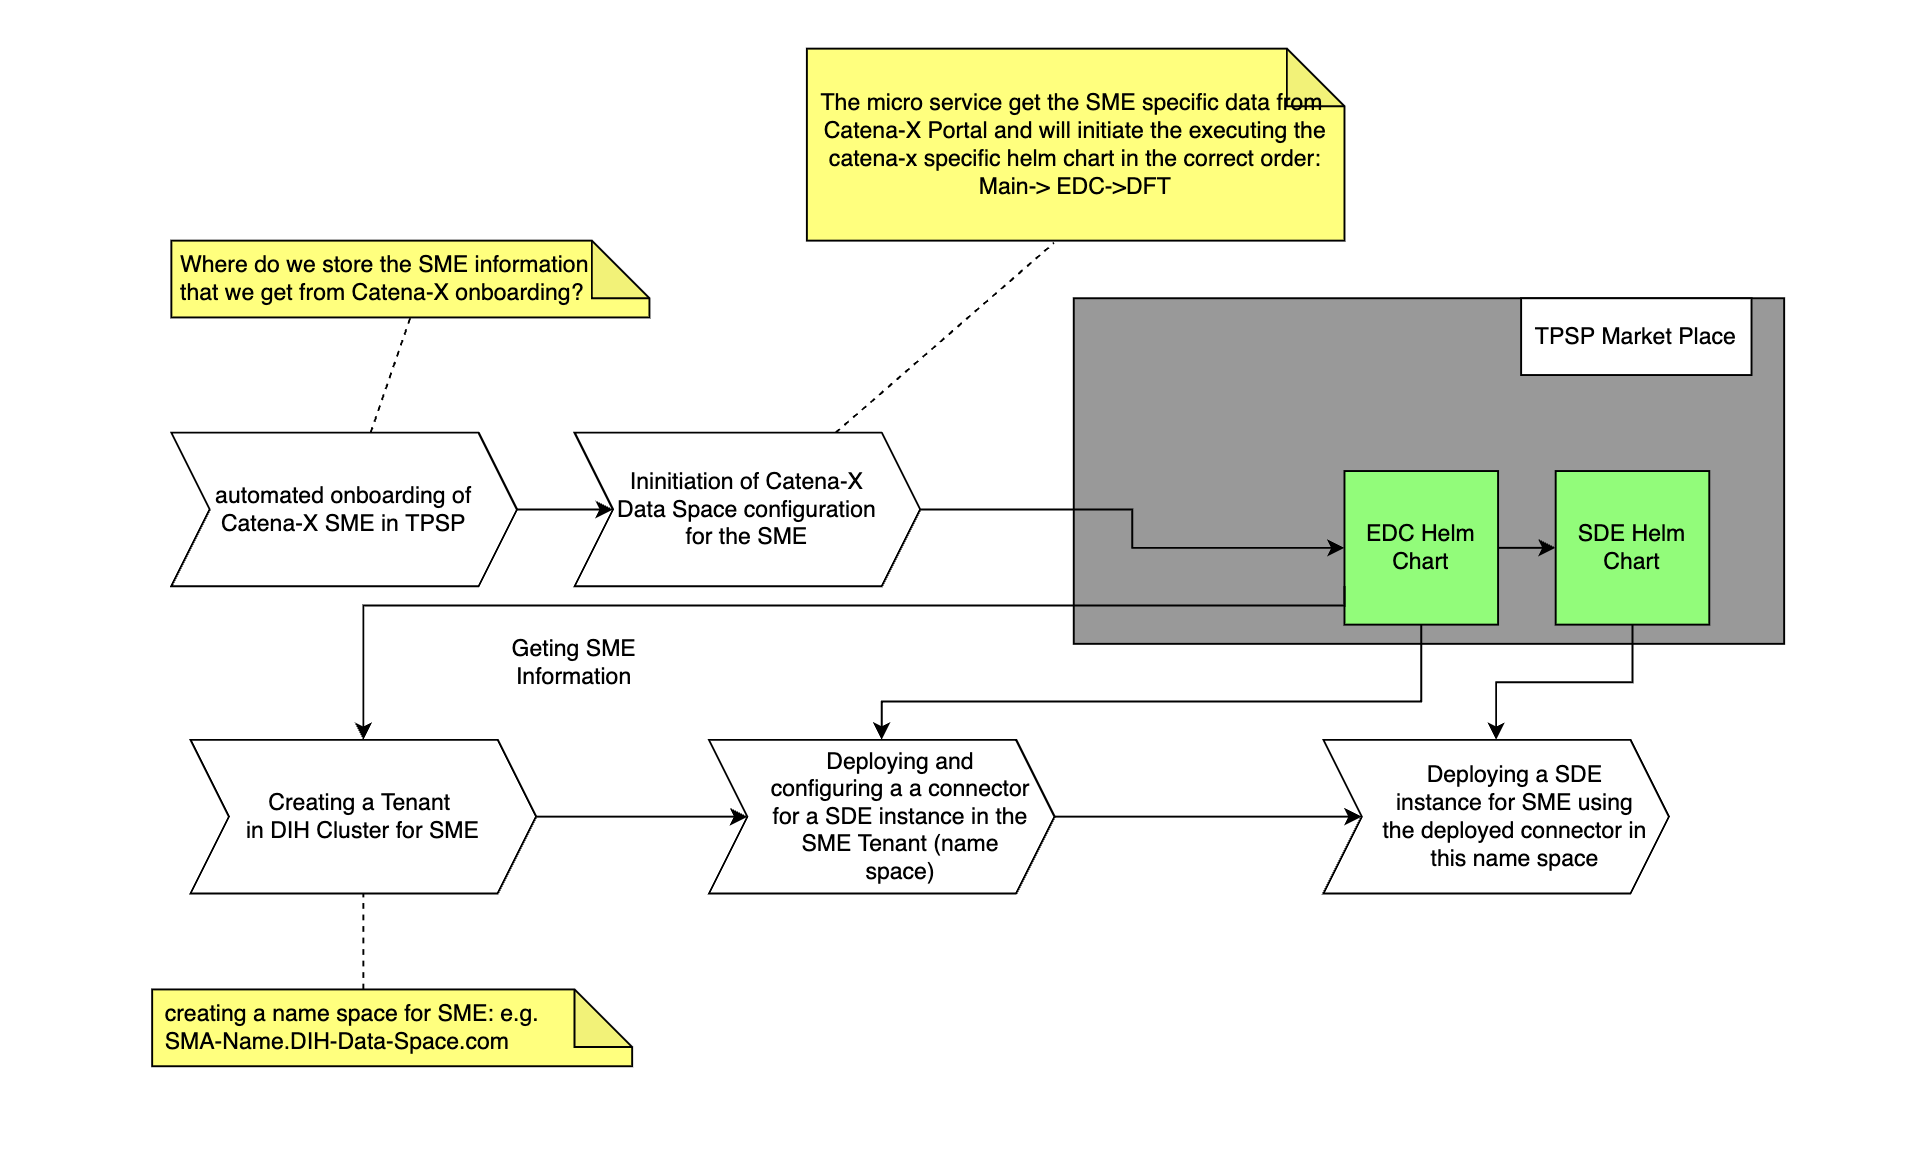 The micro service get the SME specific data from
Catena-X Portal and will initiate the executing the
catena-x specific helm chart in the correct order:
Main-> EDC->DFT
Where do we store the SME information
that we get from Catena-X onboarding?
TPSP Market Place
automated onboarding of
Catena-X SME in TPSP
Ininitiation of Catena-X
Data Space configuration
for the SME
EDC Helm
Chart
SDE Helm
Chart
Geting SME
Information
Creating a Tenant
in DIH Cluster for SME
Deploying and
configuring a a connector
for a SDE instance in the
SME Tenant (name
space)
Deploying a SDE
instance for SME using
the deployed connector in
this name space
creating a name space for SME: e.g.
SMA-Name.DIH-Data-Space.com